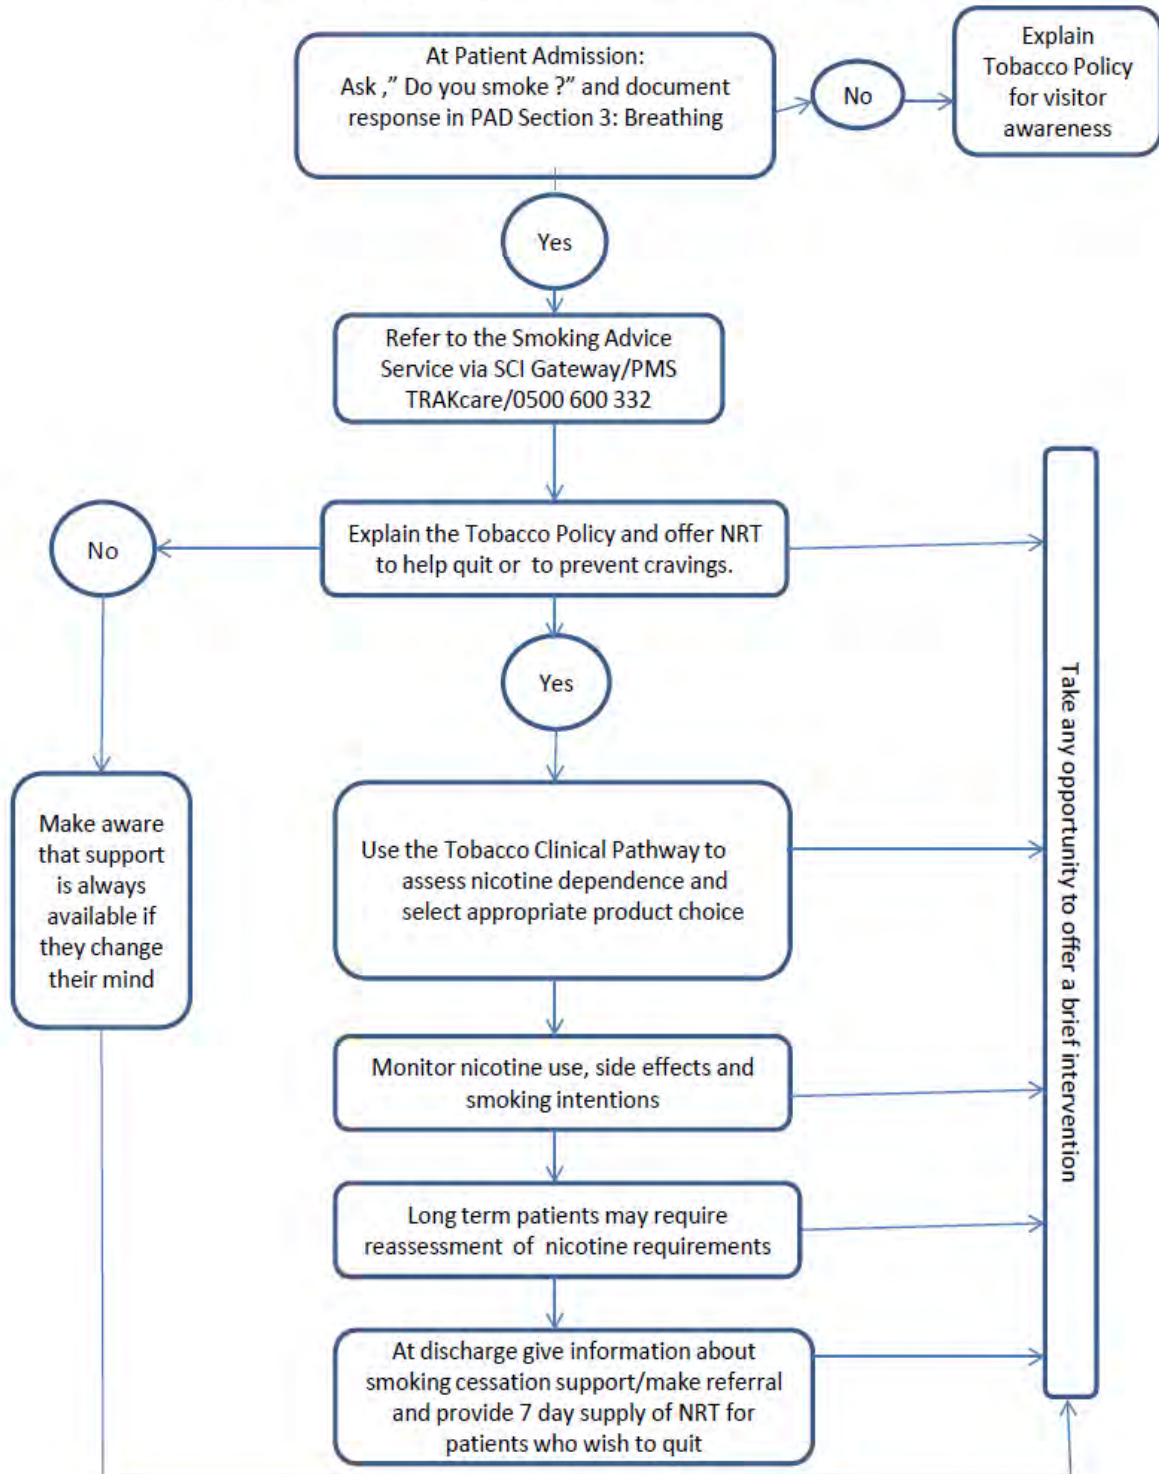 At Patient Admission:
Ask ,” Do you smoke ?” and document
response in PAD Section 3: Breathing
No
Explain
Tobacco Policy
for visitor
awareness
Yes
Refer to the Smoking Advice
Service via SCI Gateway/PMS
TRAKcare/0500 600 332
Explain the Tobacco Policy and offer NRT
to help quit or to prevent cravings.
No
Yes
Make aware
that support
is always
available if
they change
their mind
Use the Tobacco Clinical Pathway to
assess nicotine dependence and
select appropriate product choice
Monitor nicotine use, side effects and
smoking intentions
Long term patients may require
reassessment of nicotine requirements
At discharge give information about
smoking cessation support/make referral
and provide 7 day supply of NRT for
patients who wish to quit
Take any opportunity to offer a brief intervention